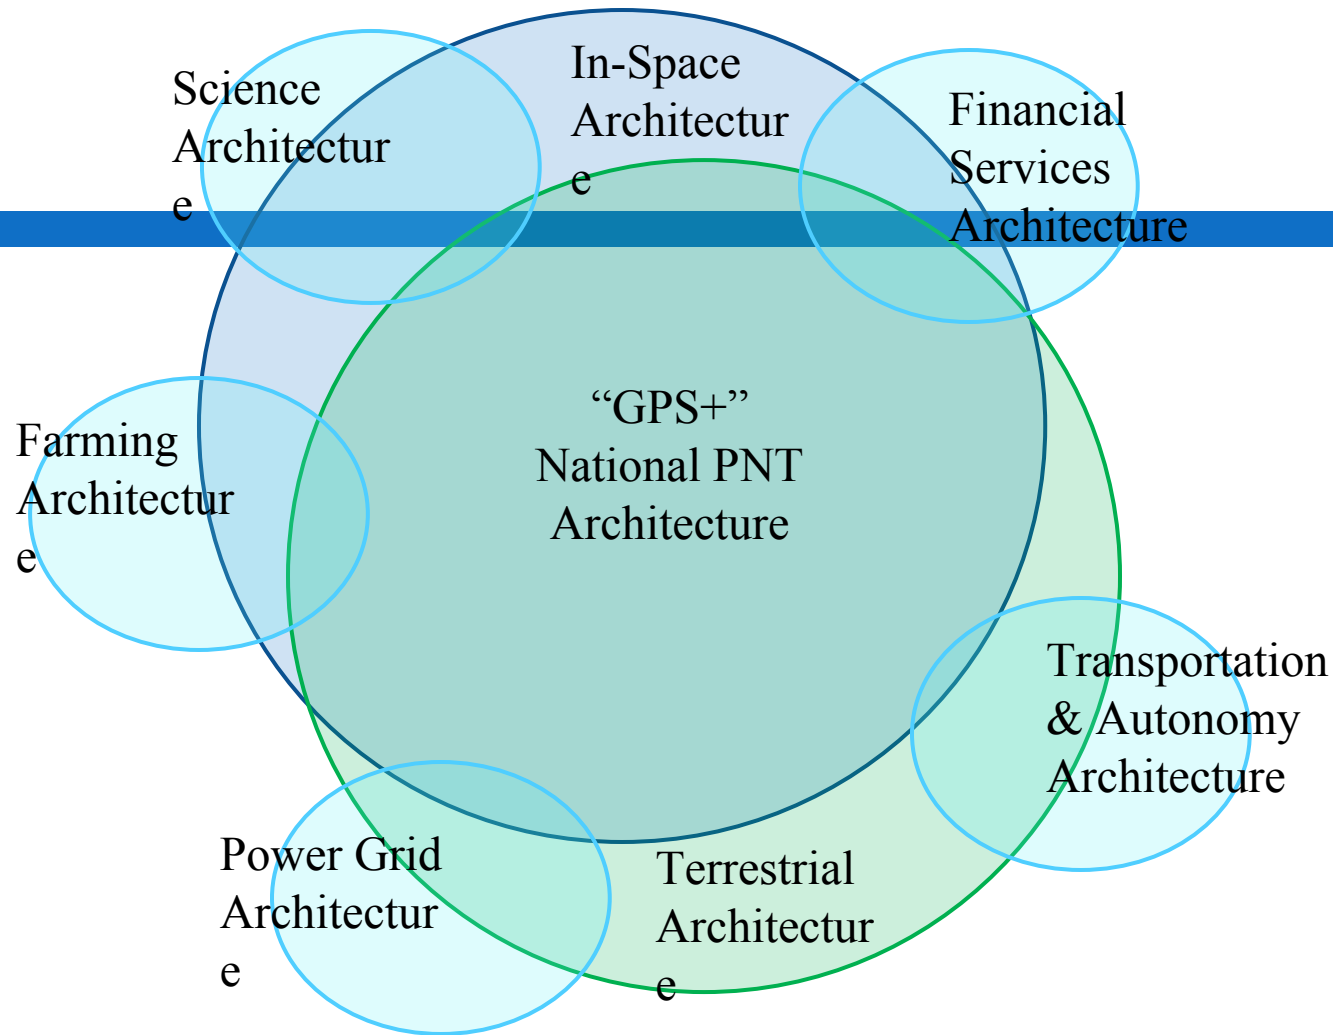 Science
Architectur
e
In-Space
Architectur
e
Financial
Services
Architecture
“GPS+”
National PNT
Architecture
Farming
Architectur
e
Transportation
& Autonomy
Architecture
Power Grid
Architectur
e
Terrestrial
Architectur
e